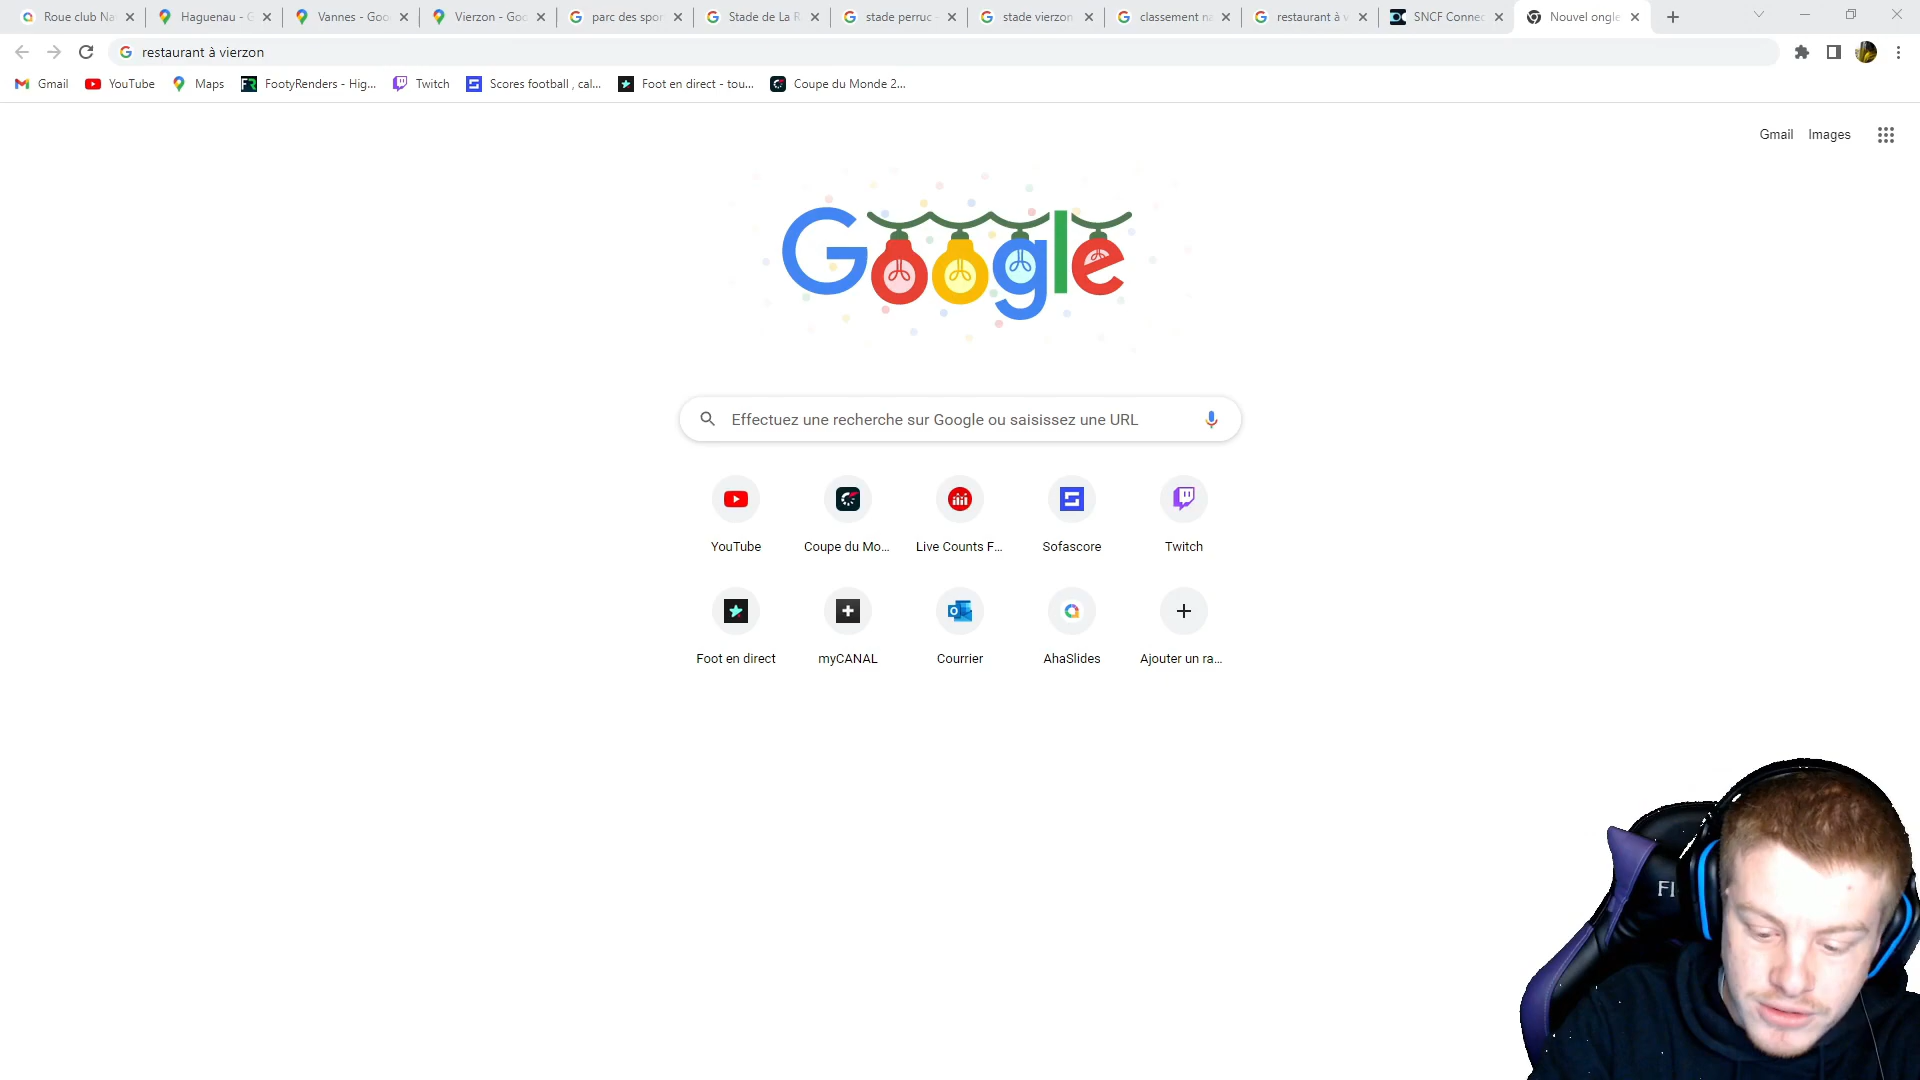 Roue club Na
Haguenau - G
Vannes - Goo
Vierzon - Goo
parc des spor
Stade de La R
stade perruc -
stade vierzon
classement na
restaurant à v
SNCF Connec
Nouvel ongle
restaurant à vierzon
Gmail YouTube Maps FootyRenders - Hig... Twitch Scores football , cal... Foot en direct - tou... Coupe du Monde 2...
Gmail Images
Google
Effectuez une recherche sur Google ou saisissez une URL
YouTube Coupe du Mo... Live Counts F... Sofascore Twitch
Foot en direct myCANAL Courrier AhaSlides Ajouter un ra...